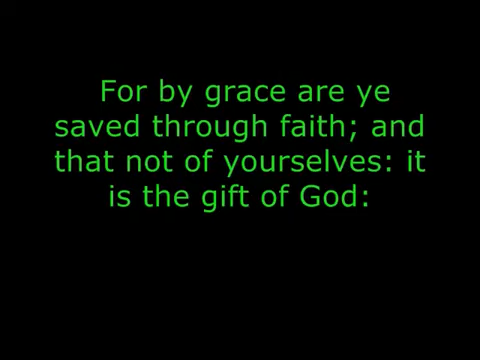 For by grace are ye
saved through faith; and
that not of yourselves: it
is the gift of God: